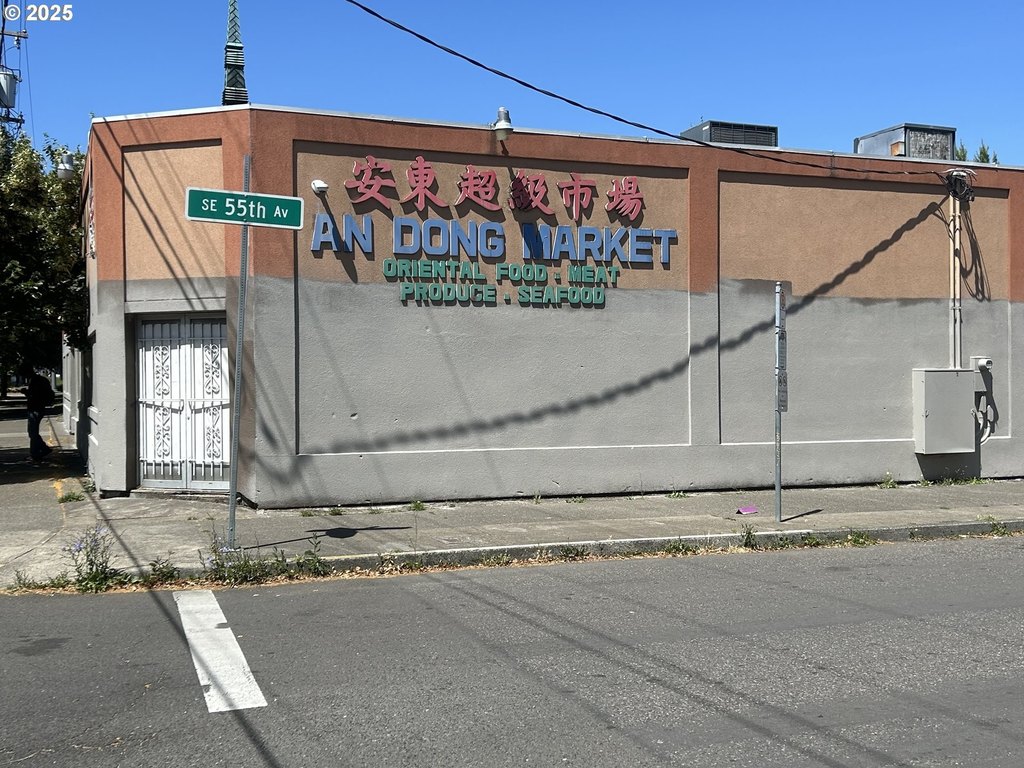 © 2025
安東超級市場
SE 55th AV
AN DONG MARKET
ORIENTAL FOOD . MEAT
PRODUCE . SEAFOOD